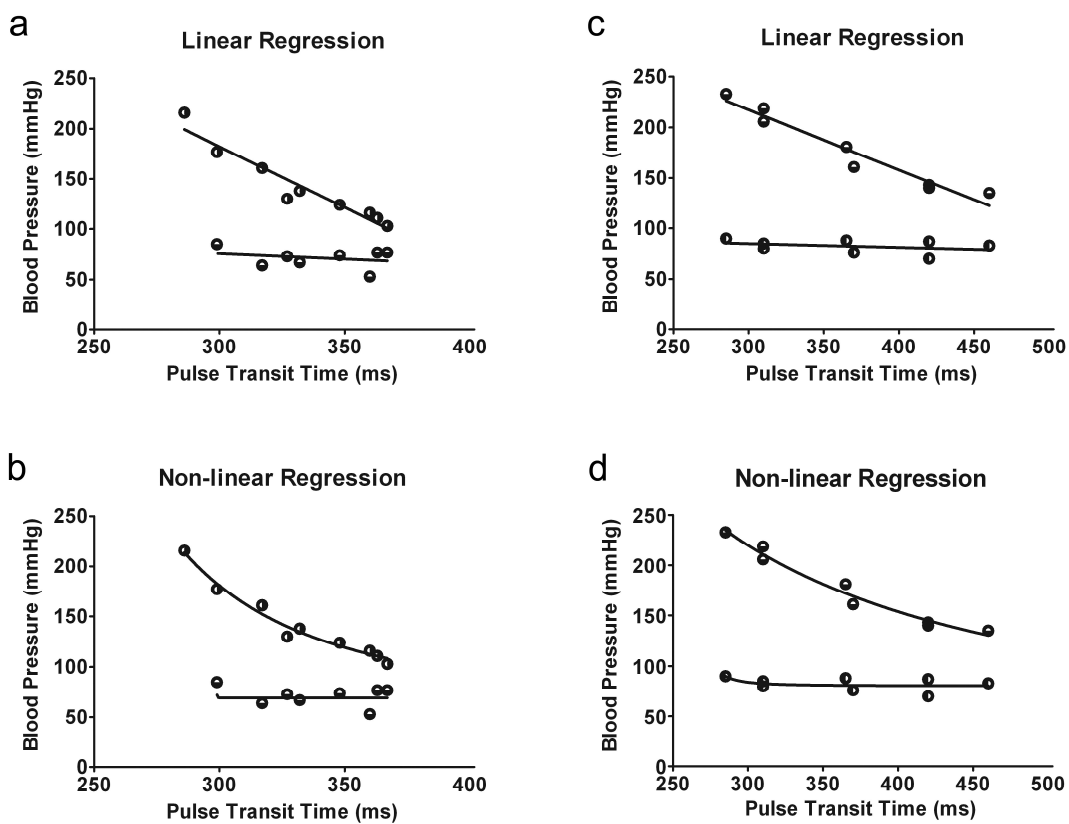 a
Linear Regression
250
200
150
100
50
0
Blood Pressure (mmHg)
250 300 350 400
Pulse Transit Time (ms)
c
Linear Regression
250
200
150
100
50
0
Blood Pressure (mmHg)
250 300 350 400 450 500
Pulse Transit Time (ms)
b
Non-linear Regression
250
200
150
100
50
0
Blood Pressure (mmHg)
250 300 350 400
Pulse Transit Time (ms)
d
Non-linear Regression
250
200
150
100
50
0
Blood Pressure (mmHg)
250 300 350 400 450 500
Pulse Transit Time (ms)